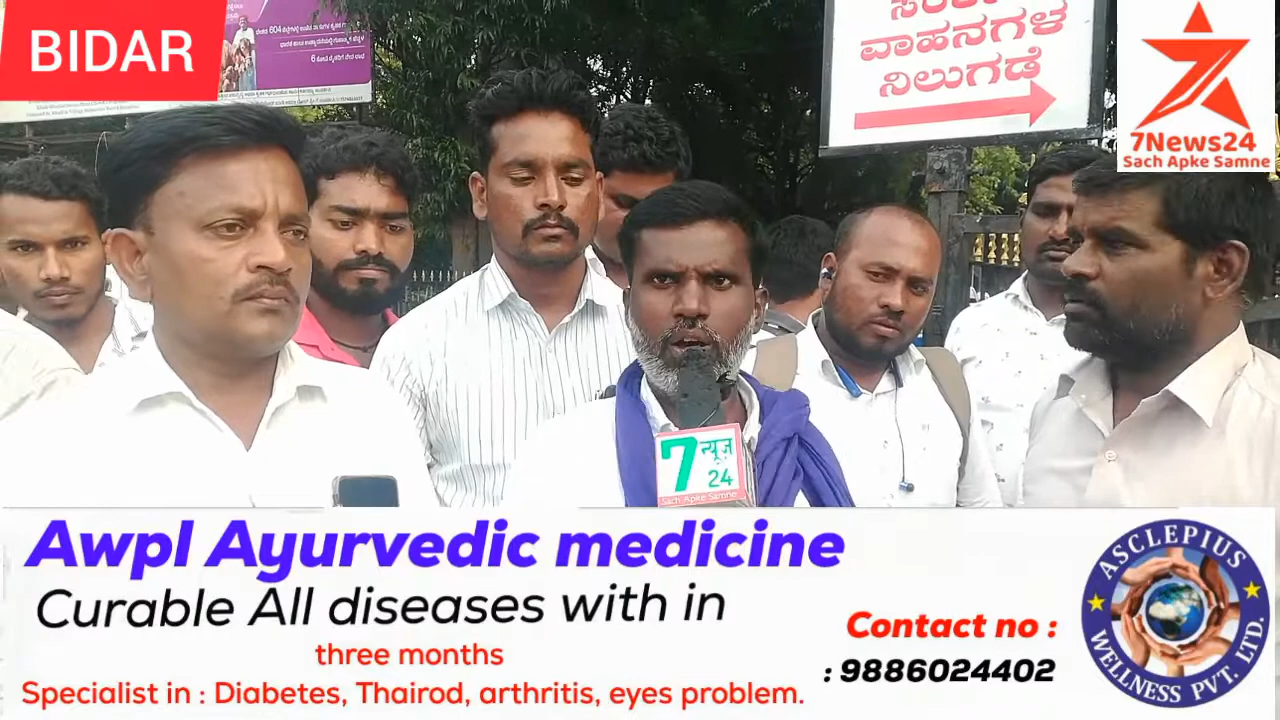 BIDAR
604
ವಾಹನಗಳ
ನಿಲುಗಡೆ
7News24
Sach Apke Samne
7 न्यूज़
24
Sach Apke Samne
Awpl Ayurvedic medicine
Curable All diseases with in
three months
Specialist in : Diabetes, Thairod, arthritis, eyes problem.
Contact no :
: 9886024402
ASCLEPIUS
WELLNESS PVT. LTD.